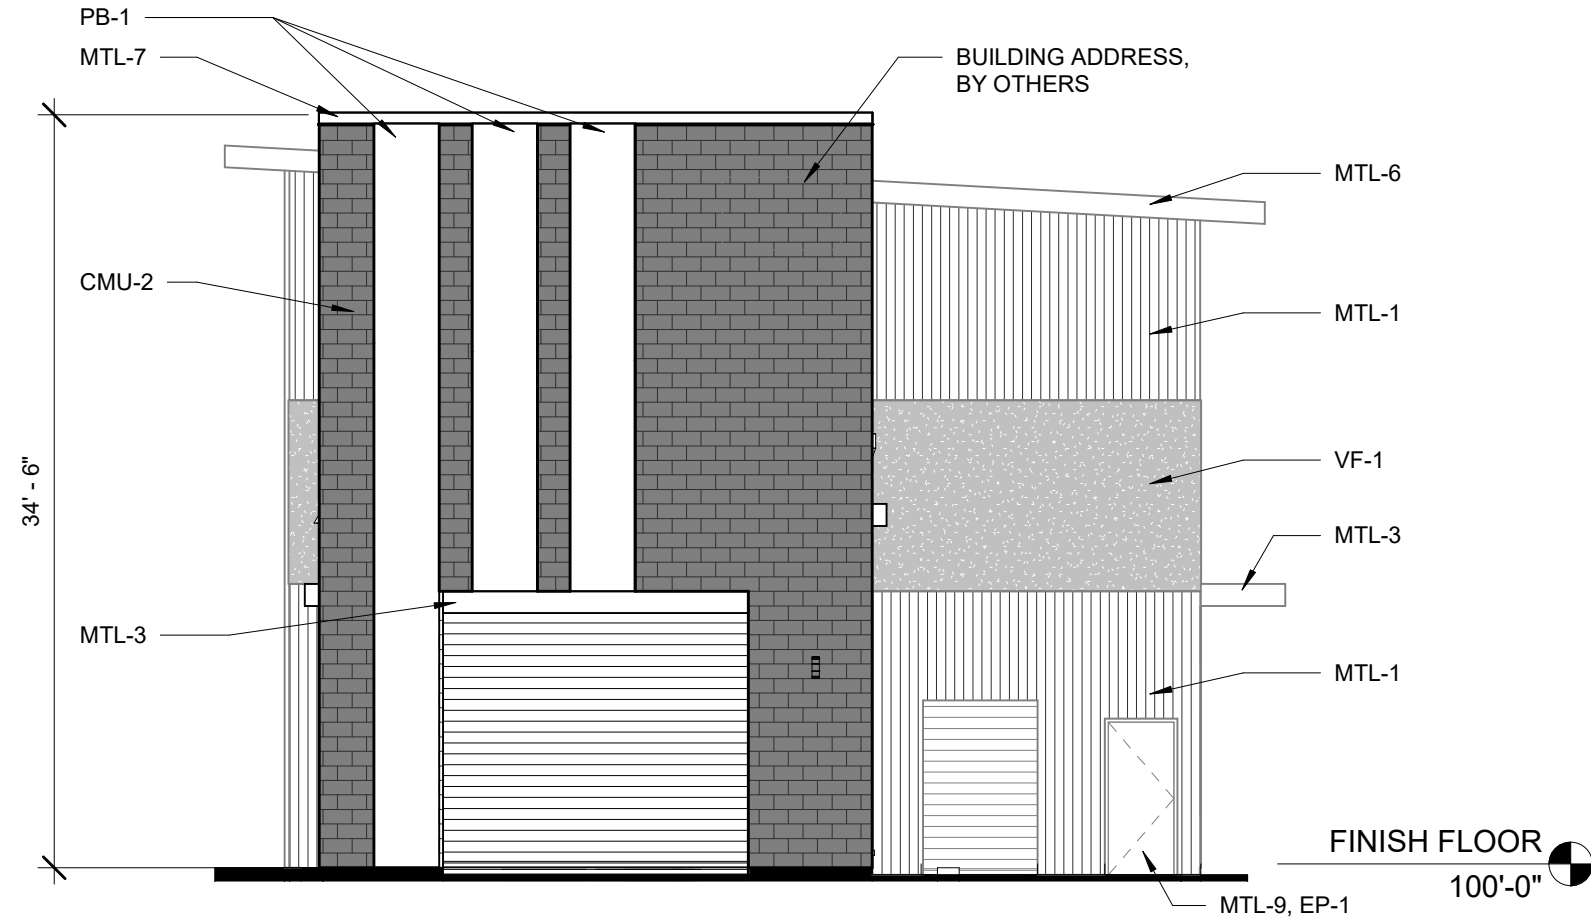 PB-1
MTL-7
BUILDING ADDRESS,
BY OTHERS
MTL-6
CMU-2
MTL-1
VF-1
34' - 6"
MTL-3
MTL-3
MTL-1
FINISH FLOOR
100'-0"
MTL-9, EP-1